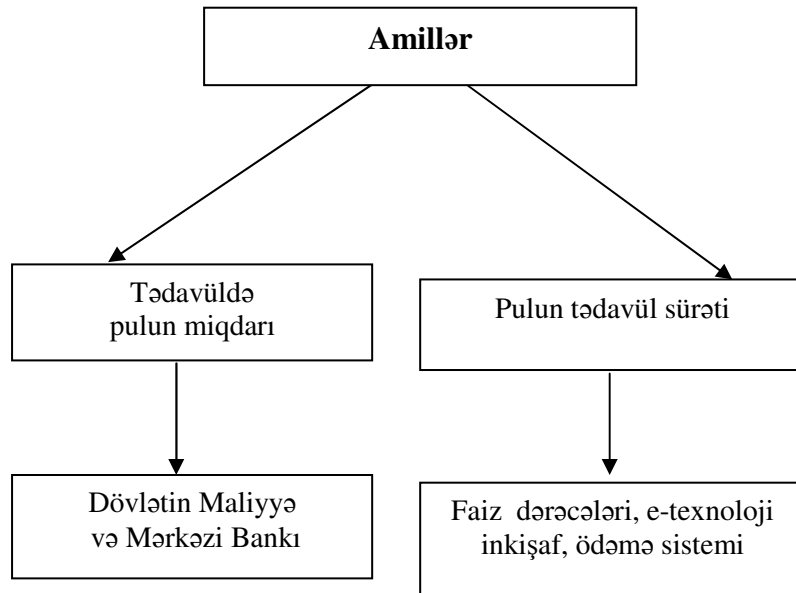 Amillər
Tədavüldə
pulun miqdarı
Pulun tədavül sürəti
Dövlətin Maliyyə
və Mərkəzi Bankı
Faiz dərəcələri, e-texnoloji
inkişaf, ödəmə sistemi